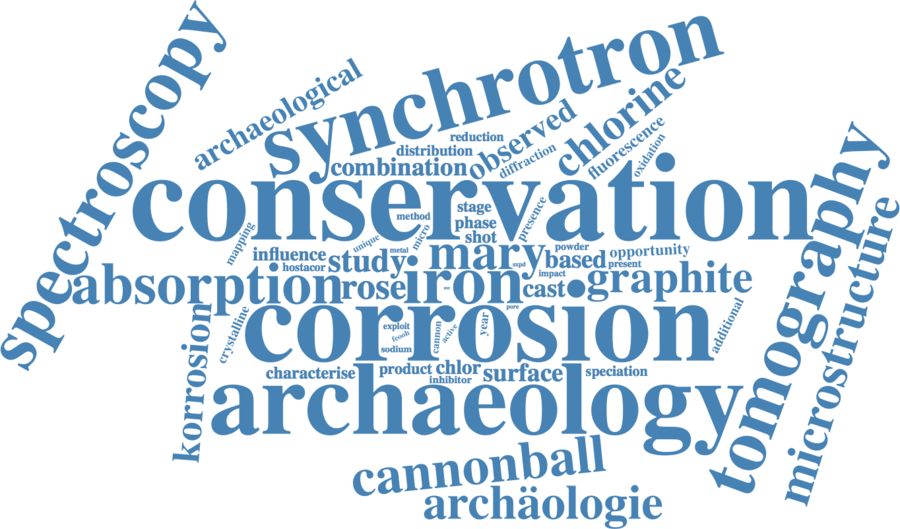 spectroscopy
synchrotron
archaeological
chlorine
observed
reduction
distribution
combination
diffraction
fluorescence
oxidation
conservation
tomography
microstructure
method
stage
phase
shot
presence
mapping
unique
metal
micro
influence
hostacor
study
mary
powder
based
opportunity
present
expd
impact
absorption
rose
iron
cast
graphite
corrosion
crystalline
korrosion
exploit
frooh
sodium
cannon
active
year
additional
characterise
product
chlor
inhibitor
surface
speciation
archaeology
cannonball
archäologie